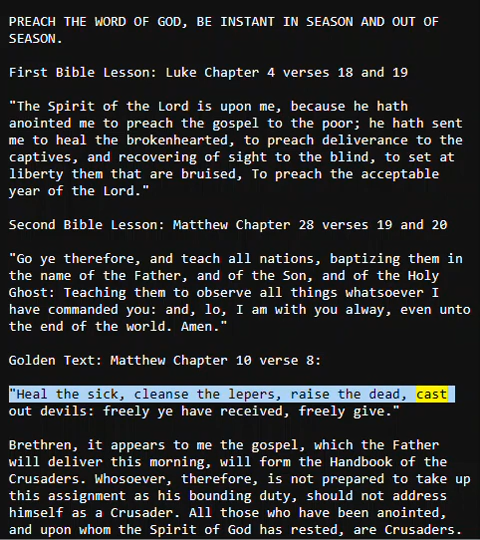 PREACH THE WORD OF GOD, BE INSTANT IN SEASON AND OUT OF
SEASON.
First Bible Lesson: Luke Chapter 4 verses 18 and 19
"The Spirit of the Lord is upon me, because he hath
anointed me to preach the gospel to the poor; he hath sent
me to heal the brokenhearted, to preach deliverance to the
captives, and recovering of sight to the blind, to set at
liberty them that are bruised, To preach the acceptable
year of the Lord."
Second Bible Lesson: Matthew Chapter 28 verses 19 and 20
"Go ye therefore, and teach all nations, baptizing them in
the name of the Father, and of the Son, and of the Holy
Ghost: Teaching them to observe all things whatsoever I
have commanded you: and, lo, I am with you alway, even unto
the end of the world. Amen."
Golden Text: Matthew Chapter 10 verse 8:
"Heal the sick, cleanse the lepers, raise the dead, cast
out devils: freely ye have received, freely give."
Brethren, it appears to me the gospel, which the Father
will deliver this morning, will form the Handbook of the
Crusaders. Whosoever, therefore, is not prepared to take up
this assignment as his bounding duty, should not address
himself as a Crusader. All those who have been anointed,
and upon whom the Spirit of God has rested, are Crusaders.